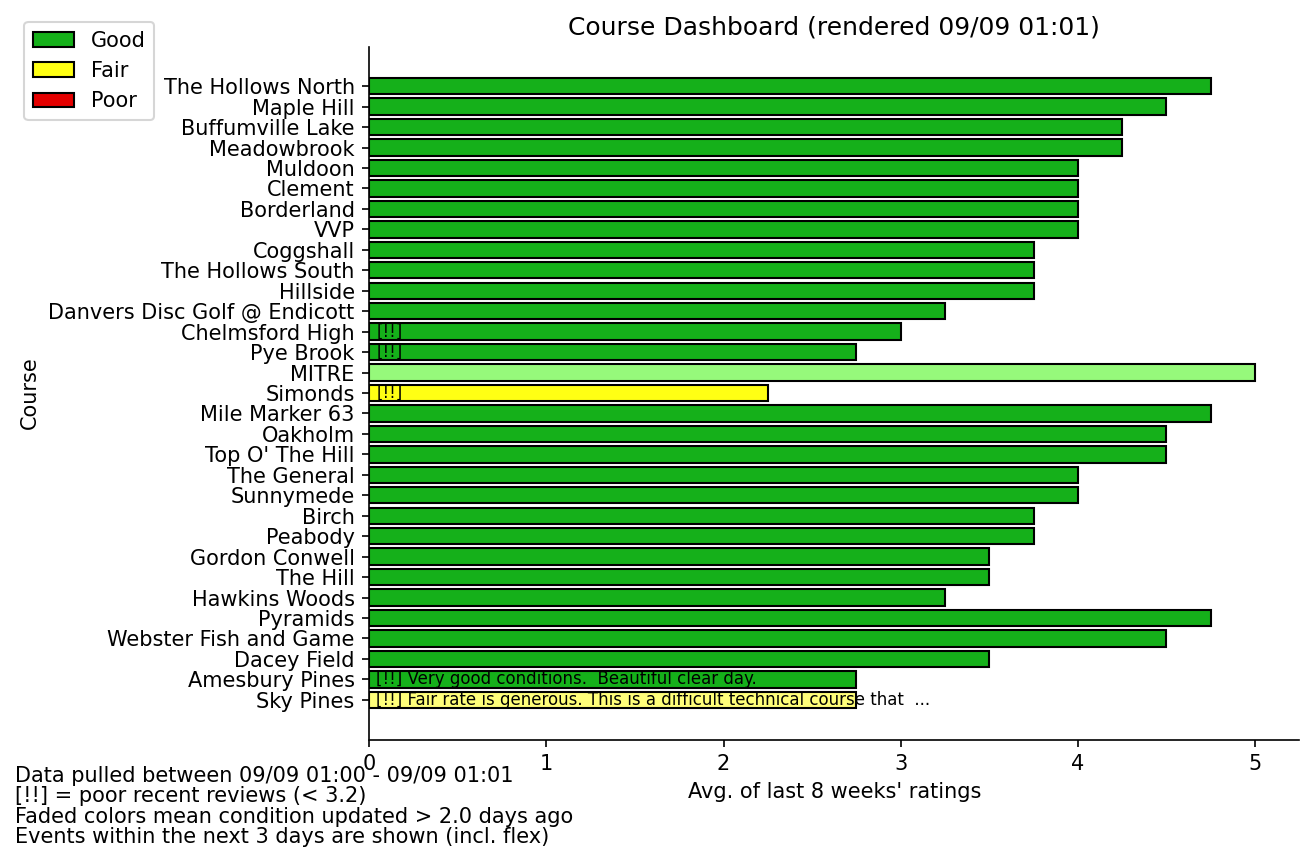 Course Dashboard (rendered 09/09 01:01)
Good
Fair
Poor
The Hollows North
Maple Hill
Buffumville Lake
Meadowbrook
Muldoon
Clement
Borderland
VVP
Coggshall
The Hollows South
Hillside
Danvers Disc Golf @ Endicott
Chelmsford High [!!]
Pye Brook [!!]
MITRE
Simonds [!!]
Mile Marker 63
Oakholm
Top O' The Hill
The General
Sunnymede
Birch
Peabody
Gordon Conwell
The Hill
Hawkins Woods
Pyramids
Webster Fish and Game
Dacey Field
Amesbury Pines [!!] Very good conditions.  Beautiful clear day.
Sky Pines [!!] Fair rate is generous. This is a difficult technical course that  ...
Course
0 1 2 3 4 5
Avg. of last 8 weeks' ratings
Data pulled between 09/09 01:00 - 09/09 01:01
[!!] = poor recent reviews (< 3.2)
Faded colors mean condition updated > 2.0 days ago
Events within the next 3 days are shown (incl. flex)